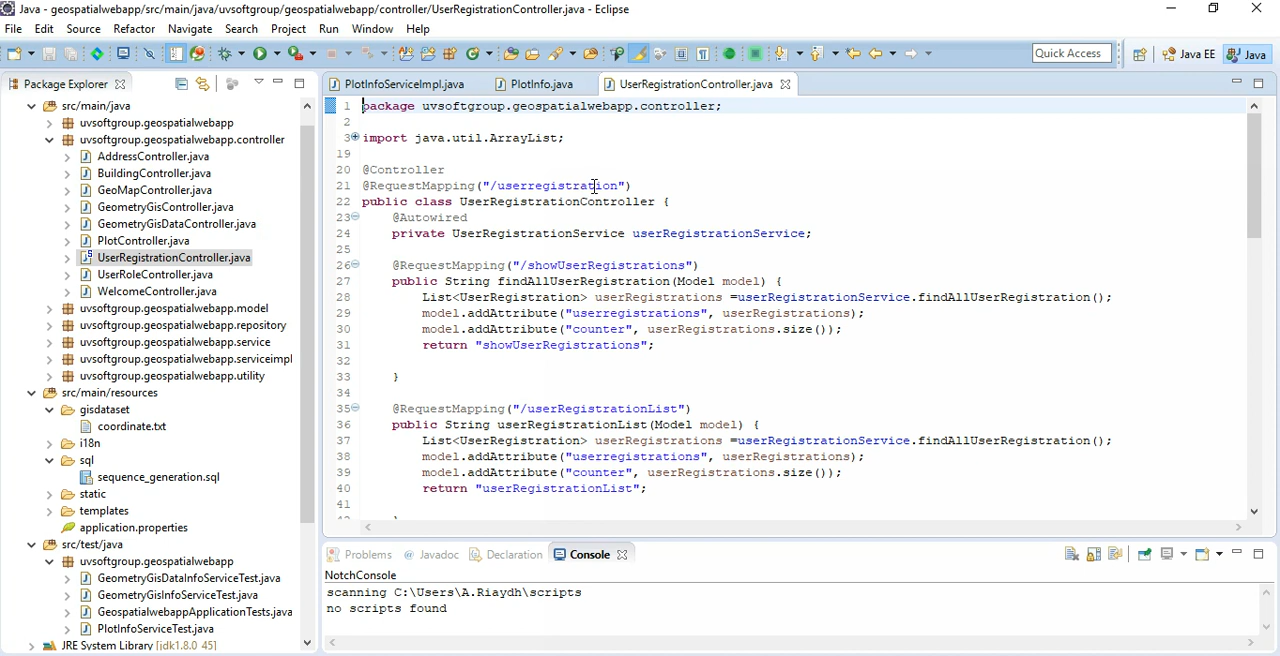 Java - geospatialwebapp/src/main/java/uvsoftgroup/geospatialwebapp/controller/UserRegistrationController.java - Eclipse
File Edit Source Refactor Navigate Search Project Run Window Help
Quick Access Java EE Java
Package Explorer
src/main/java
uvsoftgroup.geospatialwebapp
uvsoftgroup.geospatialwebapp.controller
AddressController.java
BuildingController.java
GeoMapController.java
GeometryGisController.java
GeometryGisDataController.java
PlotController.java
UserRegistrationController.java
UserRoleController.java
WelcomeController.java
uvsoftgroup.geospatialwebapp.model
uvsoftgroup.geospatialwebapp.repository
uvsoftgroup.geospatialwebapp.service
uvsoftgroup.geospatialwebapp.serviceimpl
uvsoftgroup.geospatialwebapp.utility
src/main/resources
gisdataset
coordinate.txt
i18n
sql
sequence_generation.sql
static
templates
application.properties
src/test/java
uvsoftgroup.geospatialwebapp
GeometryGisDataInfoServiceTest.java
GeometryGisInfoServiceTest.java
GeospatialwebappApplicationTests.java
PlotInfoServiceTest.java
JRE System Library [jdk1.8.0_45]
PlotInfoServiceImpl.java PlotInfo.java UserRegistrationController.java
1 package uvsoftgroup.geospatialwebapp.controller;
2
3 import java.util.ArrayList;
19
20 @Controller
21 @RequestMapping("/userregistration")
22 public class UserRegistrationController {
23 @Autowired
24 private UserRegistrationService userRegistrationService;
25
26 @RequestMapping("/showUserRegistrations")
27 public String findAllUserRegistration(Model model) {
28 List<UserRegistration> userRegistrations =userRegistrationService.findAllUserRegistration();
29 model.addAttribute("userregistrations", userRegistrations);
30 model.addAttribute("counter", userRegistrations.size());
31 return "showUserRegistrations";
32
33 }
34
35 @RequestMapping("/userRegistrationList")
36 public String userRegistrationList(Model model) {
37 List<UserRegistration> userRegistrations =userRegistrationService.findAllUserRegistration();
38 model.addAttribute("userregistrations", userRegistrations);
39 model.addAttribute("counter", userRegistrations.size());
40 return "userRegistrationList";
41
Problems Javadoc Declaration Console
NotchConsole
scanning C:\Users\A.Riaydh\scripts
no scripts found